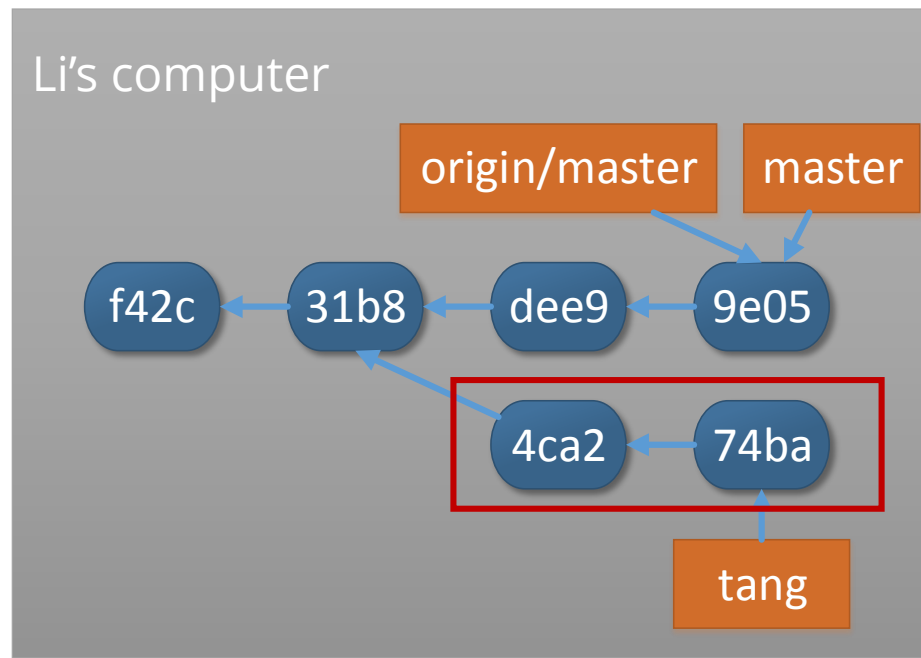 Li’s computer
origin/master
master
f42c
31b8
dee9
9e05
4ca2
74ba
tang